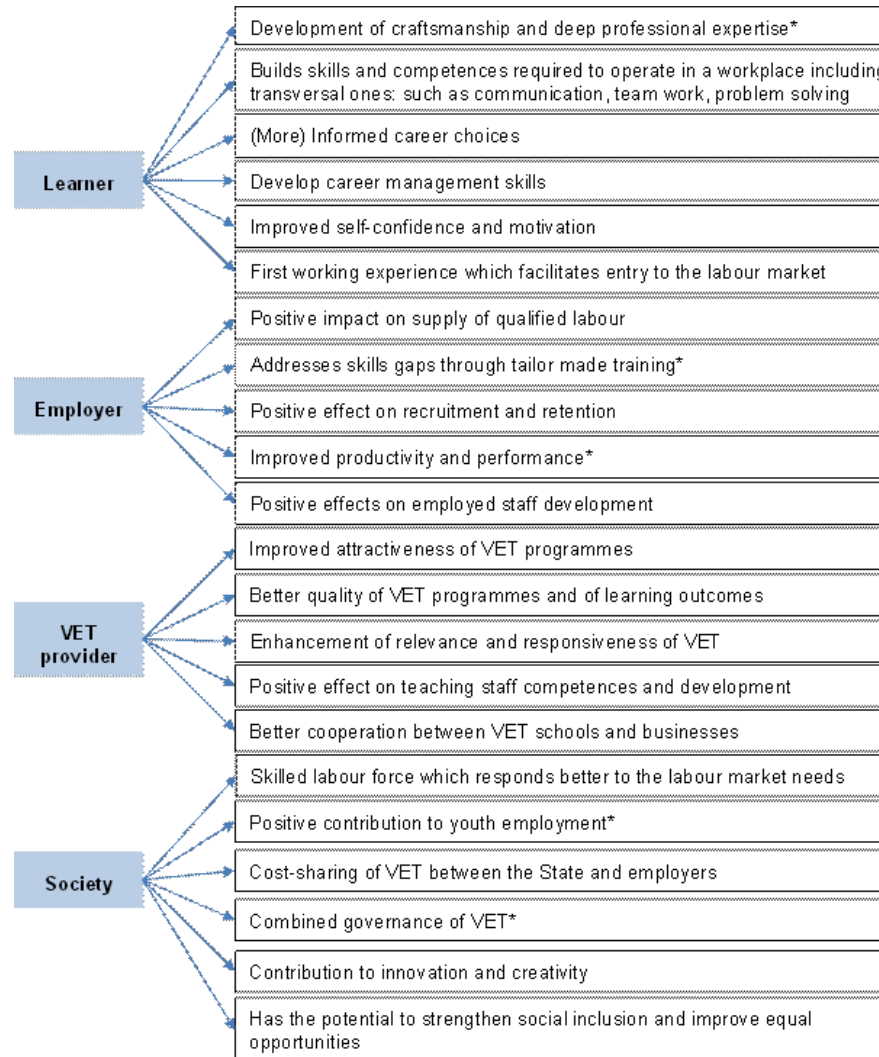 Development of craftsmanship and deep professional expertise*
Builds skills and competences required to operate in a workplace including
transversal ones: such as communication, team work, problem solving
(More) Informed career choices
Learner
Develop career management skills
Improved self-confidence and motivation
First working experience which facilitates entry to the labour market
Positive impact on supply of qualified labour
Addresses skills gaps through tailor made training*
Employer
Positive effect on recruitment and retention
Improved productivity and performance*
Positive effects on employed staff development
Improved attractiveness of VET programmes
Better quality of VET programmes and of learning outcomes
VET
provider
Enhancement of relevance and responsiveness of VET
Positive effect on teaching staff competences and development
Better cooperation between VET schools and businesses
Skilled labour force which responds better to the labour market needs
Positive contribution to youth employment*
Society
Cost-sharing of VET between the State and employers
Combined governance of VET*
Contribution to innovation and creativity
Has the potential to strengthen social inclusion and improve equal
opportunities